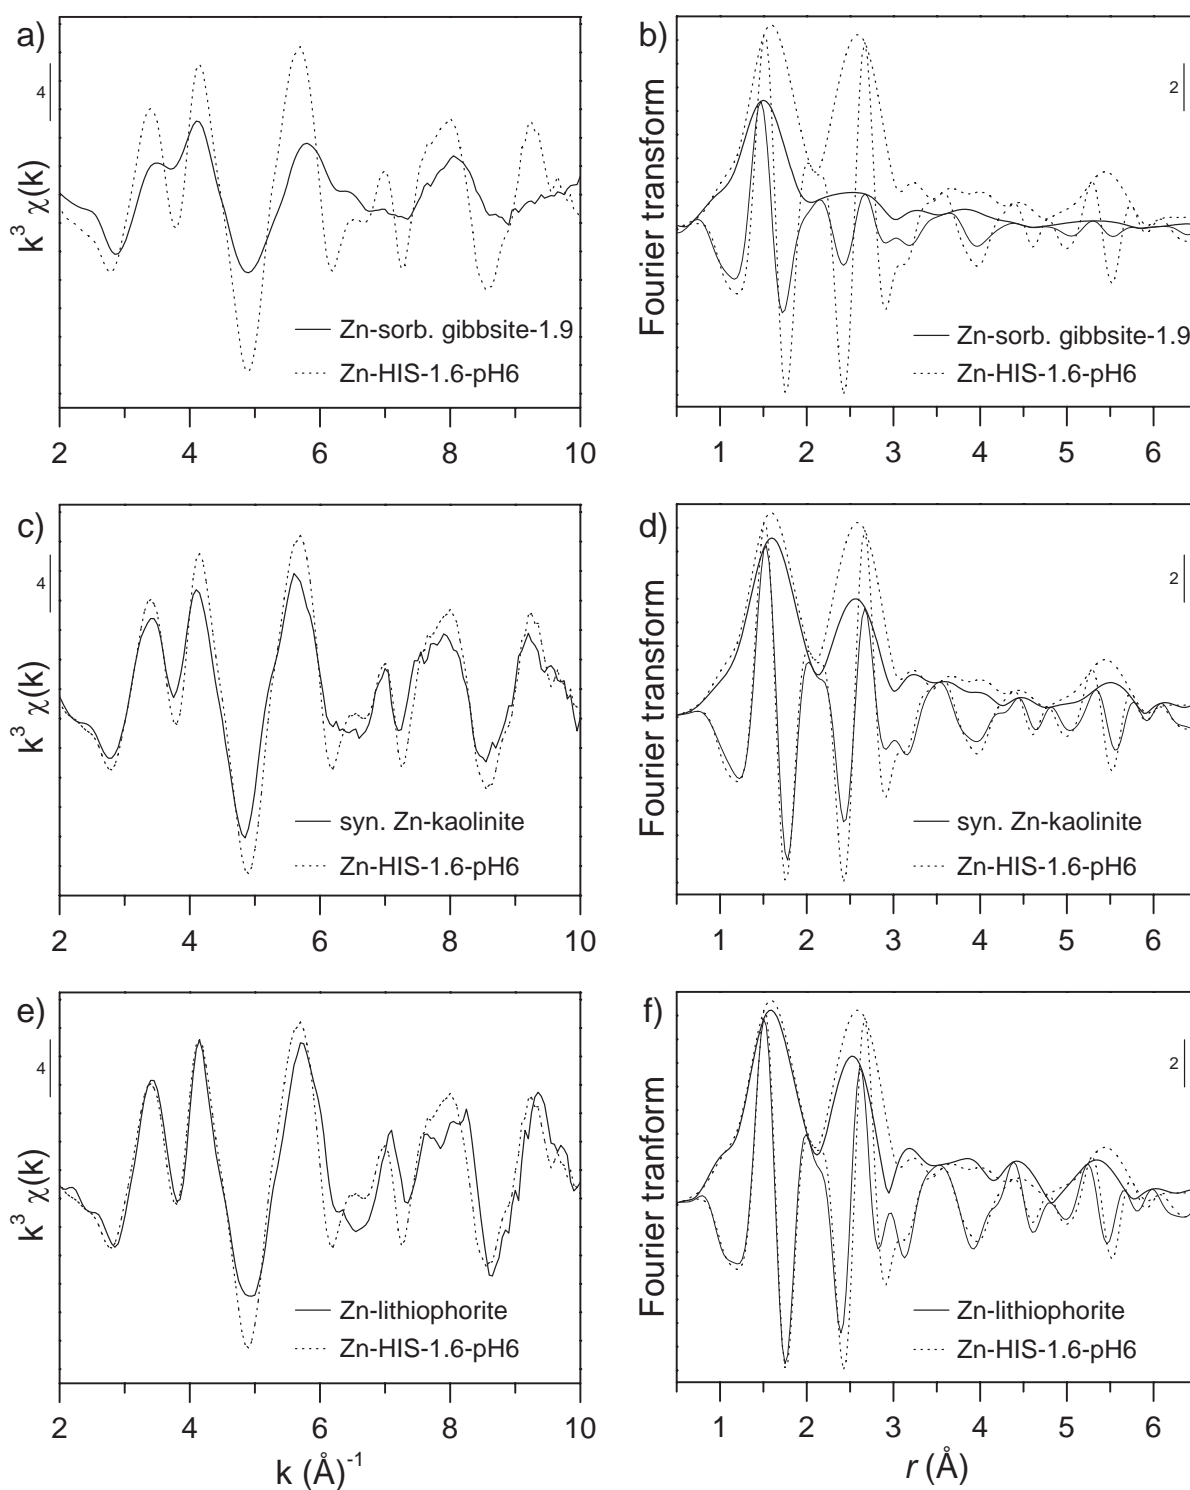 a)
4
k³ χ(k)
Zn-sorb. gibbsite-1.9
Zn-HIS-1.6-pH6
2 4 6 8 10
b)
2
Fourier transform
Zn-sorb. gibbsite-1.9
Zn-HIS-1.6-pH6
1 2 3 4 5 6
c)
4
k³ χ(k)
syn. Zn-kaolinite
Zn-HIS-1.6-pH6
2 4 6 8 10
d)
2
Fourier transform
syn. Zn-kaolinite
Zn-HIS-1.6-pH6
1 2 3 4 5 6
e)
4
k³ χ(k)
Zn-lithiophorite
Zn-HIS-1.6-pH6
2 4 6 8 10
k (Å)⁻¹
f)
2
Fourier tranform
Zn-lithiophorite
Zn-HIS-1.6-pH6
1 2 3 4 5 6
r (Å)